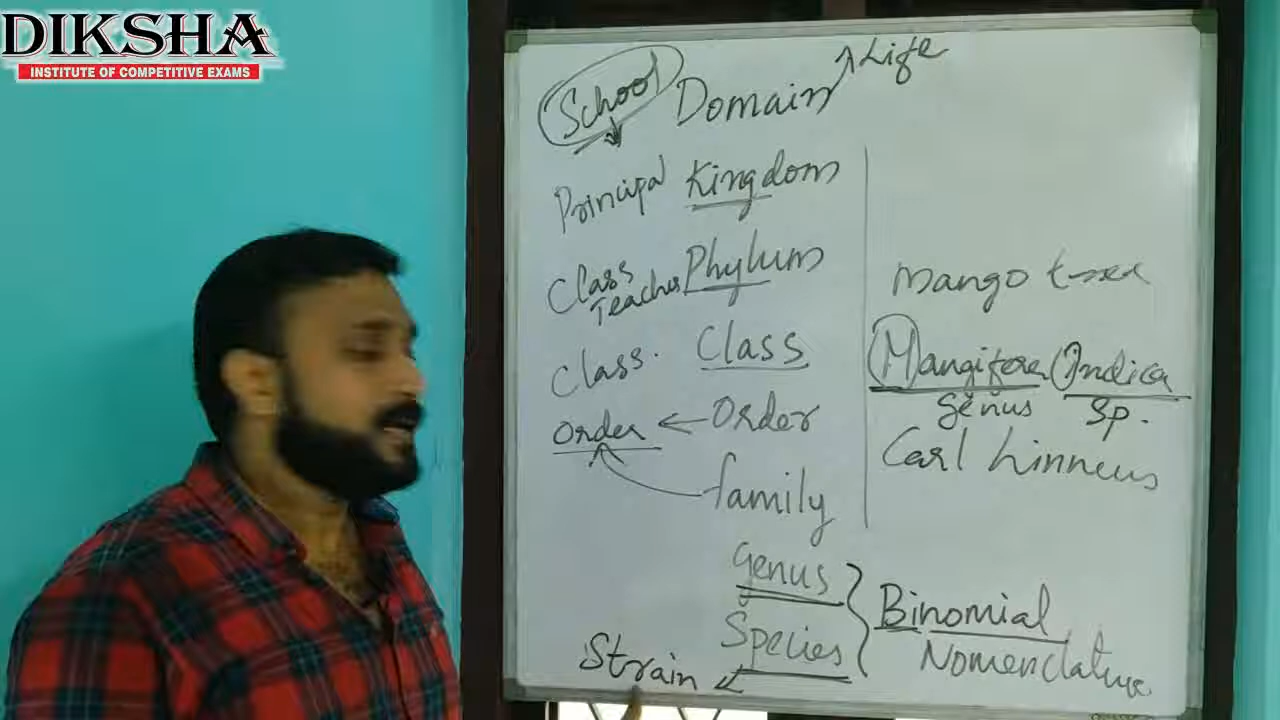 DIKSHA
INSTITUTE OF COMPETITIVE EXAMS
School Domain Life
Principal Kingdom
Class Teacher Phylum
Class. Class
Order ← Order
family
Genus
Species
Strain
Mango tree
Mangifera Indica
Genus Sp.
Carl Linneus
Binomial
Nomenclature